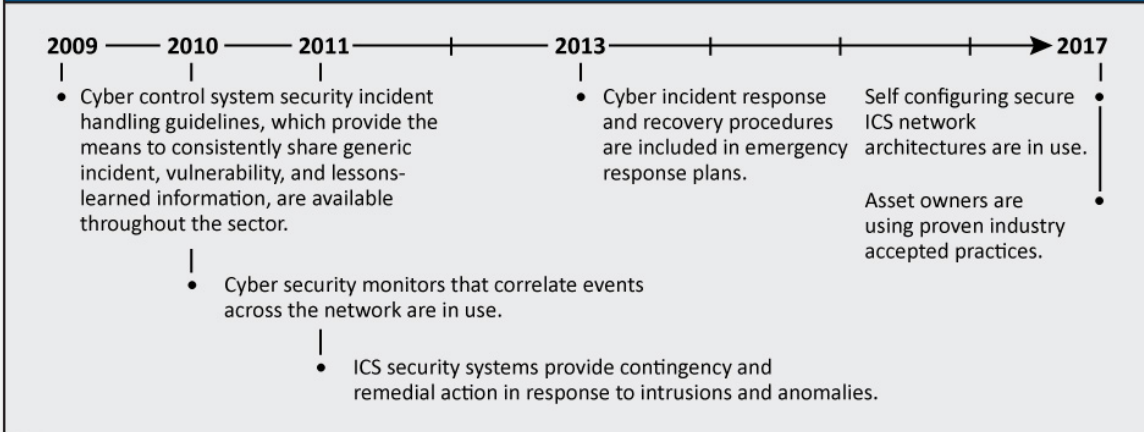 2009 2010 2011 2013 2017
• Cyber control system security incident
handling guidelines, which provide the
means to consistently share generic
incident, vulnerability, and lessons-
learned information, are available
throughout the sector.
• Cyber security monitors that correlate events
across the network are in use.
• ICS security systems provide contingency and
remedial action in response to intrusions and anomalies.
• Cyber incident response
and recovery procedures
are included in emergency
response plans.
Self configuring secure •
ICS network
architectures are in use.
Asset owners are •
using proven industry
accepted practices.